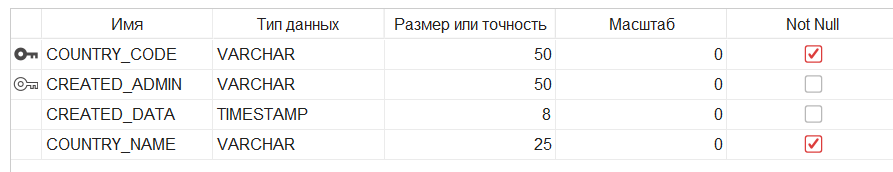 Имя Тип данных Размер или точность Масштаб Not Null
COUNTRY_CODE VARCHAR 50 0
CREATED_ADMIN VARCHAR 50 0
CREATED_DATA TIMESTAMP 8 0
COUNTRY_NAME VARCHAR 25 0